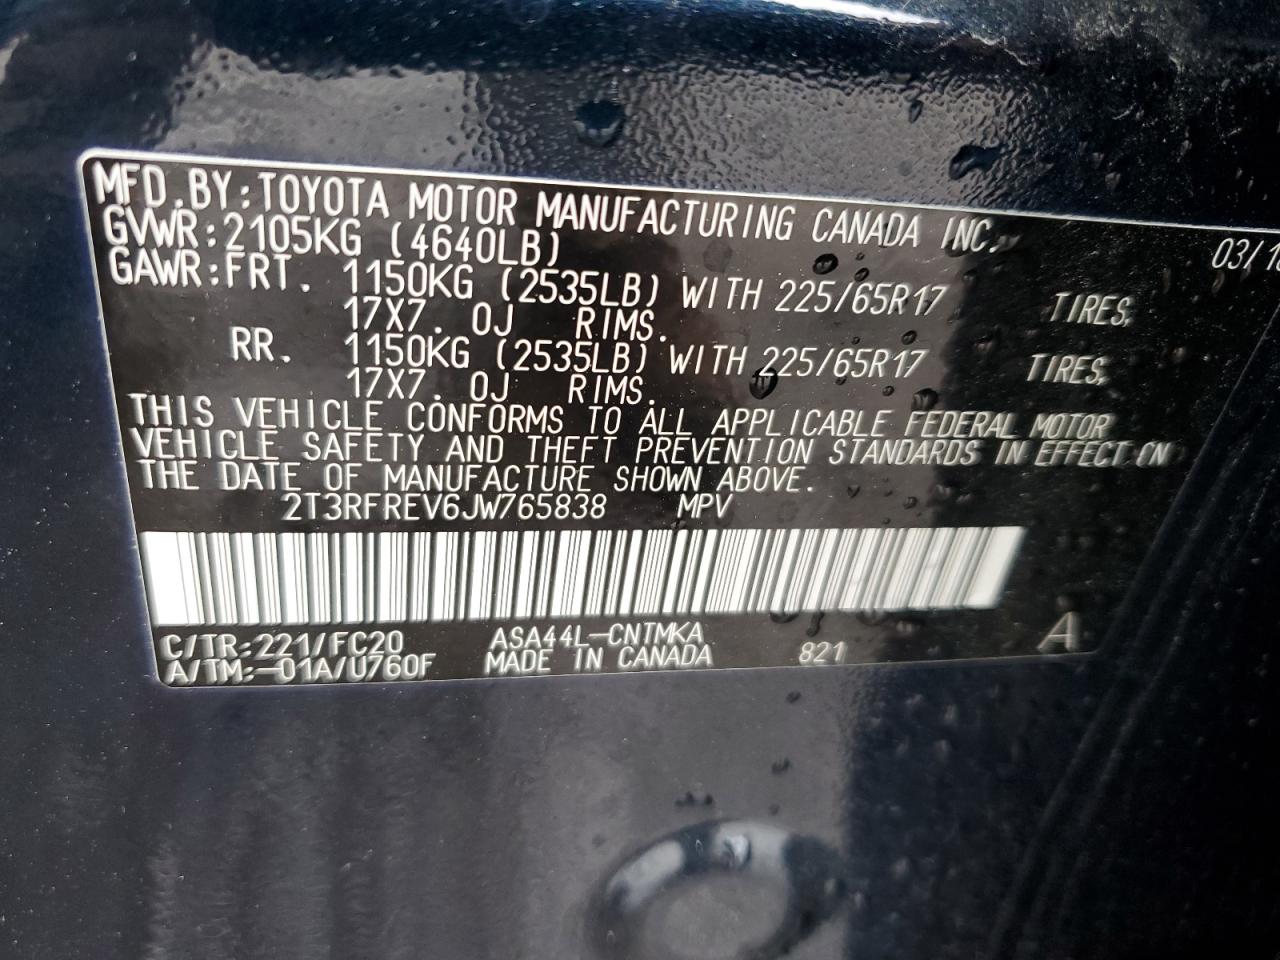 MFD.BY:TOYOTA MOTOR MANUFACTURING CANADA INC. 03/18
GVWR:2105KG (4640LB)
GAWR:FRT. 1150KG (2535LB) WITH 225/65R17 TIRES,
17X7.0J RIMS.
RR. 1150KG (2535LB) WITH 225/65R17 TIRES,
17X7.0J RIMS.
THIS VEHICLE CONFORMS TO ALL APPLICABLE FEDERAL MOTOR
VEHICLE SAFETY AND THEFT PREVENTION STANDARDS IN EFFECT ON
THE DATE OF MANUFACTURE SHOWN ABOVE.
2T3RFREV6JW765838 MPV
C/TR:221/FC20 ASA44L-CNTMKA A
A/TM:-01A/U760F MADE IN CANADA 821